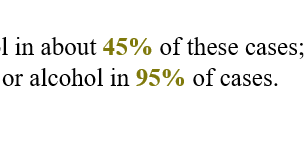 in about 45% of these cases;
or alcohol in 95% of cases.